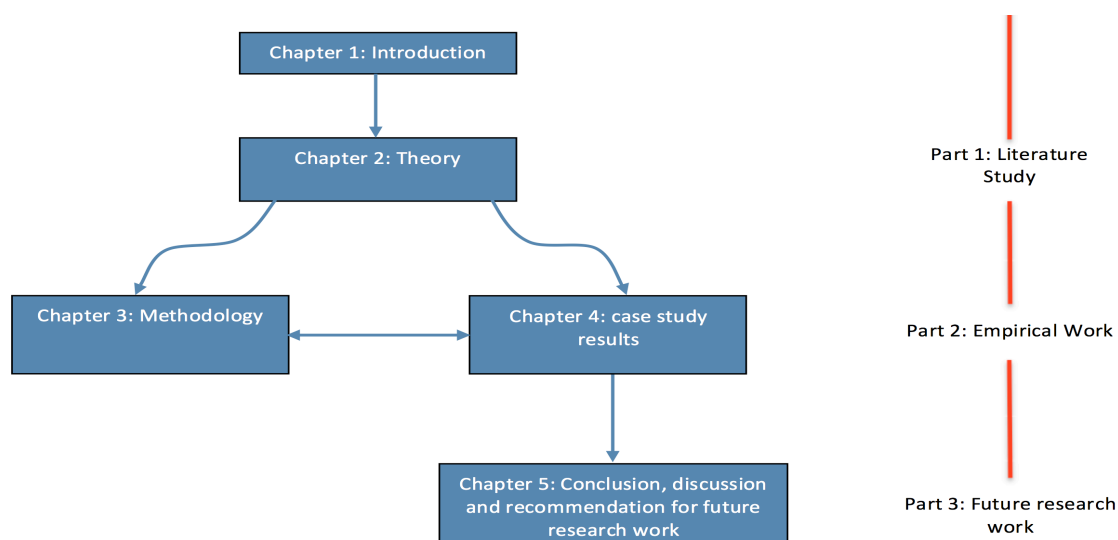 Chapter 1: Introduction
Chapter 2: Theory
Part 1: Literature
Study
Chapter 3: Methodology
Chapter 4: case study
results
Part 2: Empirical Work
Chapter 5: Conclusion, discussion
and recommendation for future
research work
Part 3: Future research
work